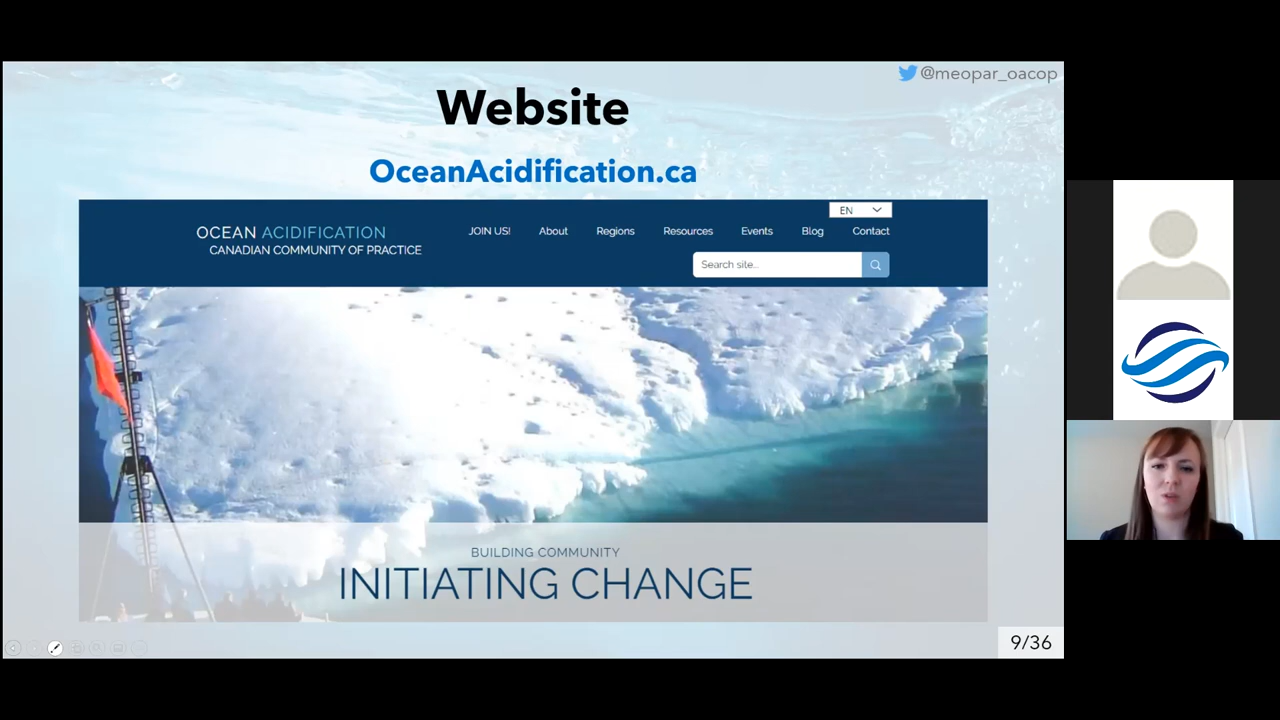 @meopar_oacop
Website
OceanAcidification.ca
EN
OCEAN ACIDIFICATION
CANADIAN COMMUNITY OF PRACTICE
JOIN US! About Regions Resources Events Blog Contact
Search site...
BUILDING COMMUNITY
INITIATING CHANGE
9/36